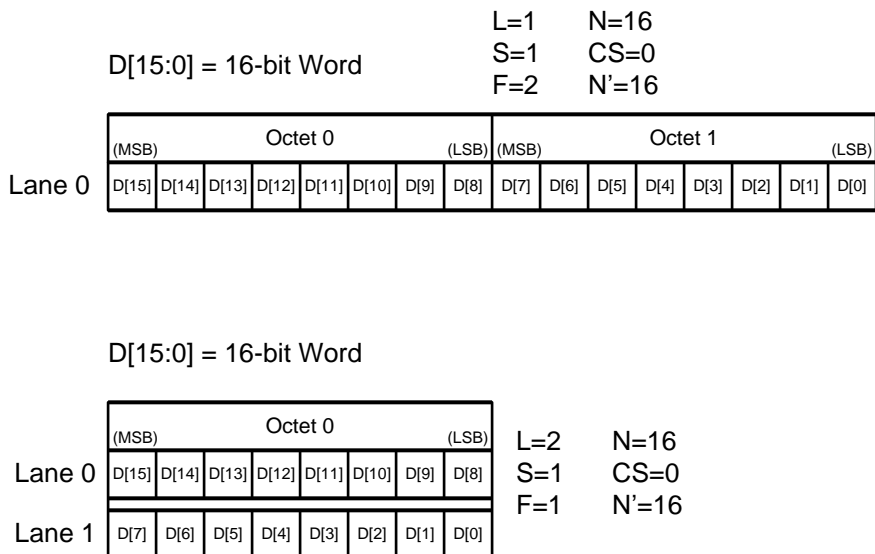 L=1 N=16
D[15:0] = 16-bit Word S=1 CS=0
F=2 N’=16
(MSB) Octet 0 (LSB) (MSB) Octet 1 (LSB)
Lane 0 D[15] D[14] D[13] D[12] D[11] D[10] D[9] D[8] D[7] D[6] D[5] D[4] D[3] D[2] D[1] D[0]
D[15:0] = 16-bit Word
(MSB) Octet 0 (LSB)
L=2 N=16
Lane 0 D[15] D[14] D[13] D[12] D[11] D[10] D[9] D[8] S=1 CS=0
F=1 N’=16
Lane 1 D[7] D[6] D[5] D[4] D[3] D[2] D[1] D[0]